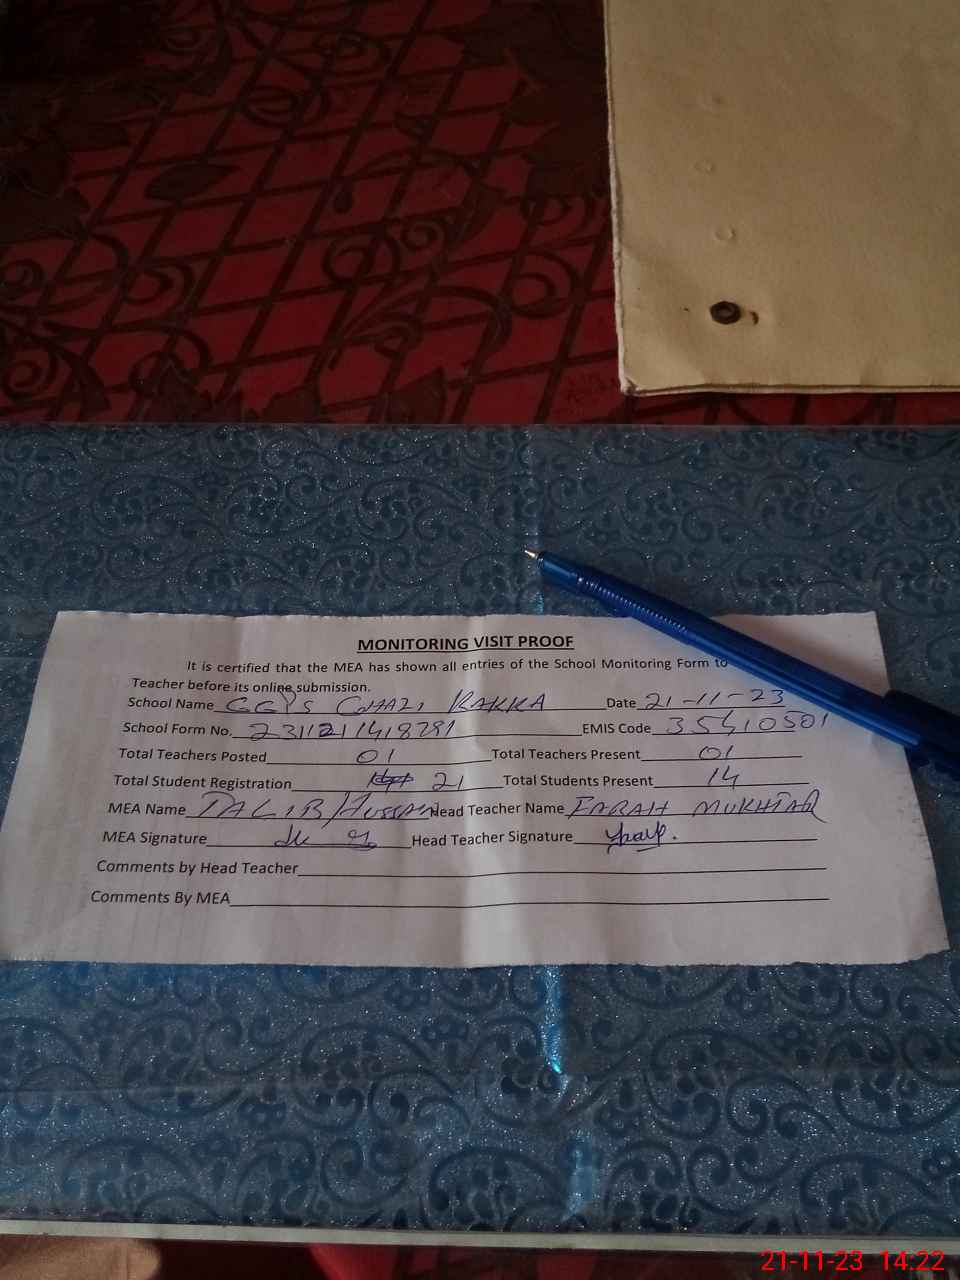 MONITORING VISIT PROOF
It is certified that the MEA has shown all entries of the School Monitoring Form to
Teacher before its online submission.
School Name GGPS GHAZI KAKKA Date 21-11-23
School Form No. EMIS Code 35410501
Total Teachers Posted 01 Total Teachers Present 01
Total Student Registration 21 Total Students Present 14
MEA Name TALIB HUSSAIN Head Teacher Name FARAH MUKHTAR
MEA Signature Head Teacher Signature
Comments by Head Teacher
Comments By MEA
21-11-23 14:22